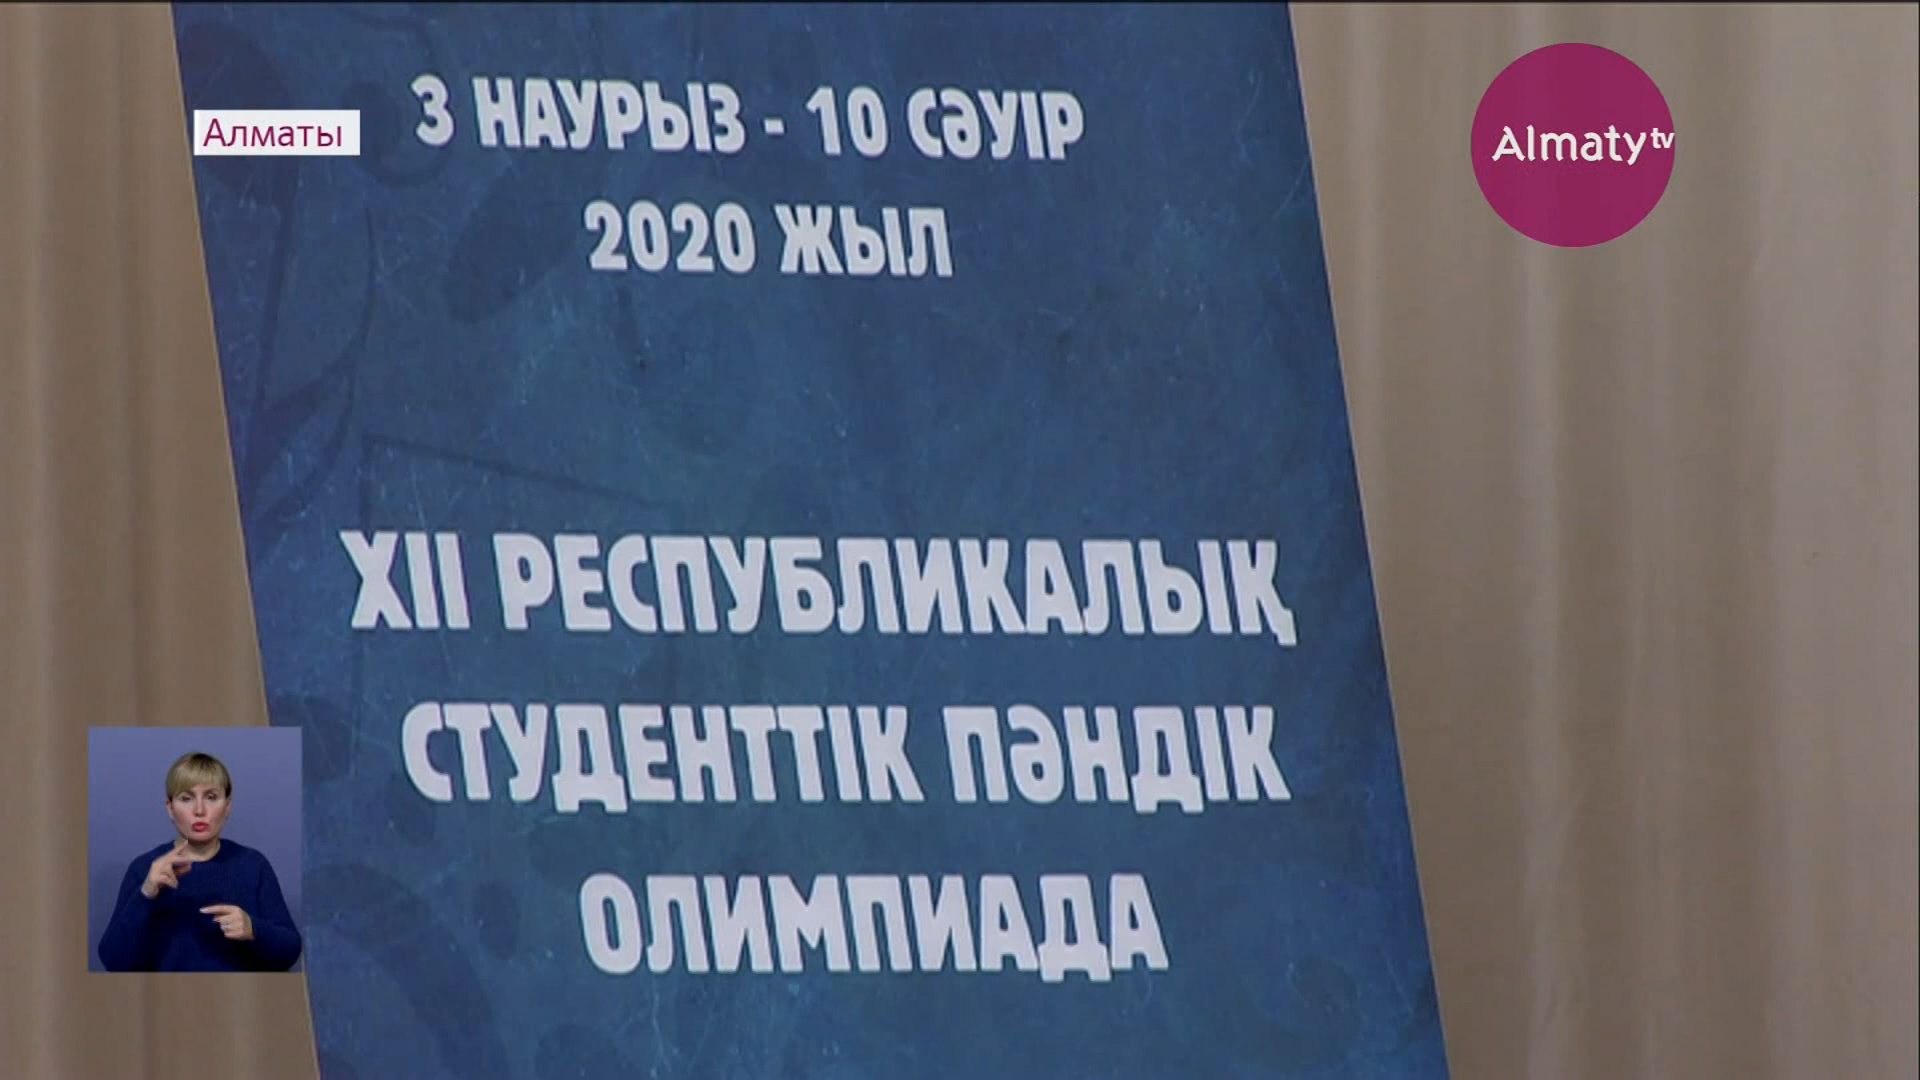 Алматы
3 НАУРЫЗ - 10 СӘУІР
2020 ЖЫЛ
Almaty tv
XII РЕСПУБЛИКАЛЫҚ
СТУДЕНТТІК ПӘНДІК
ОЛИМПИАДА